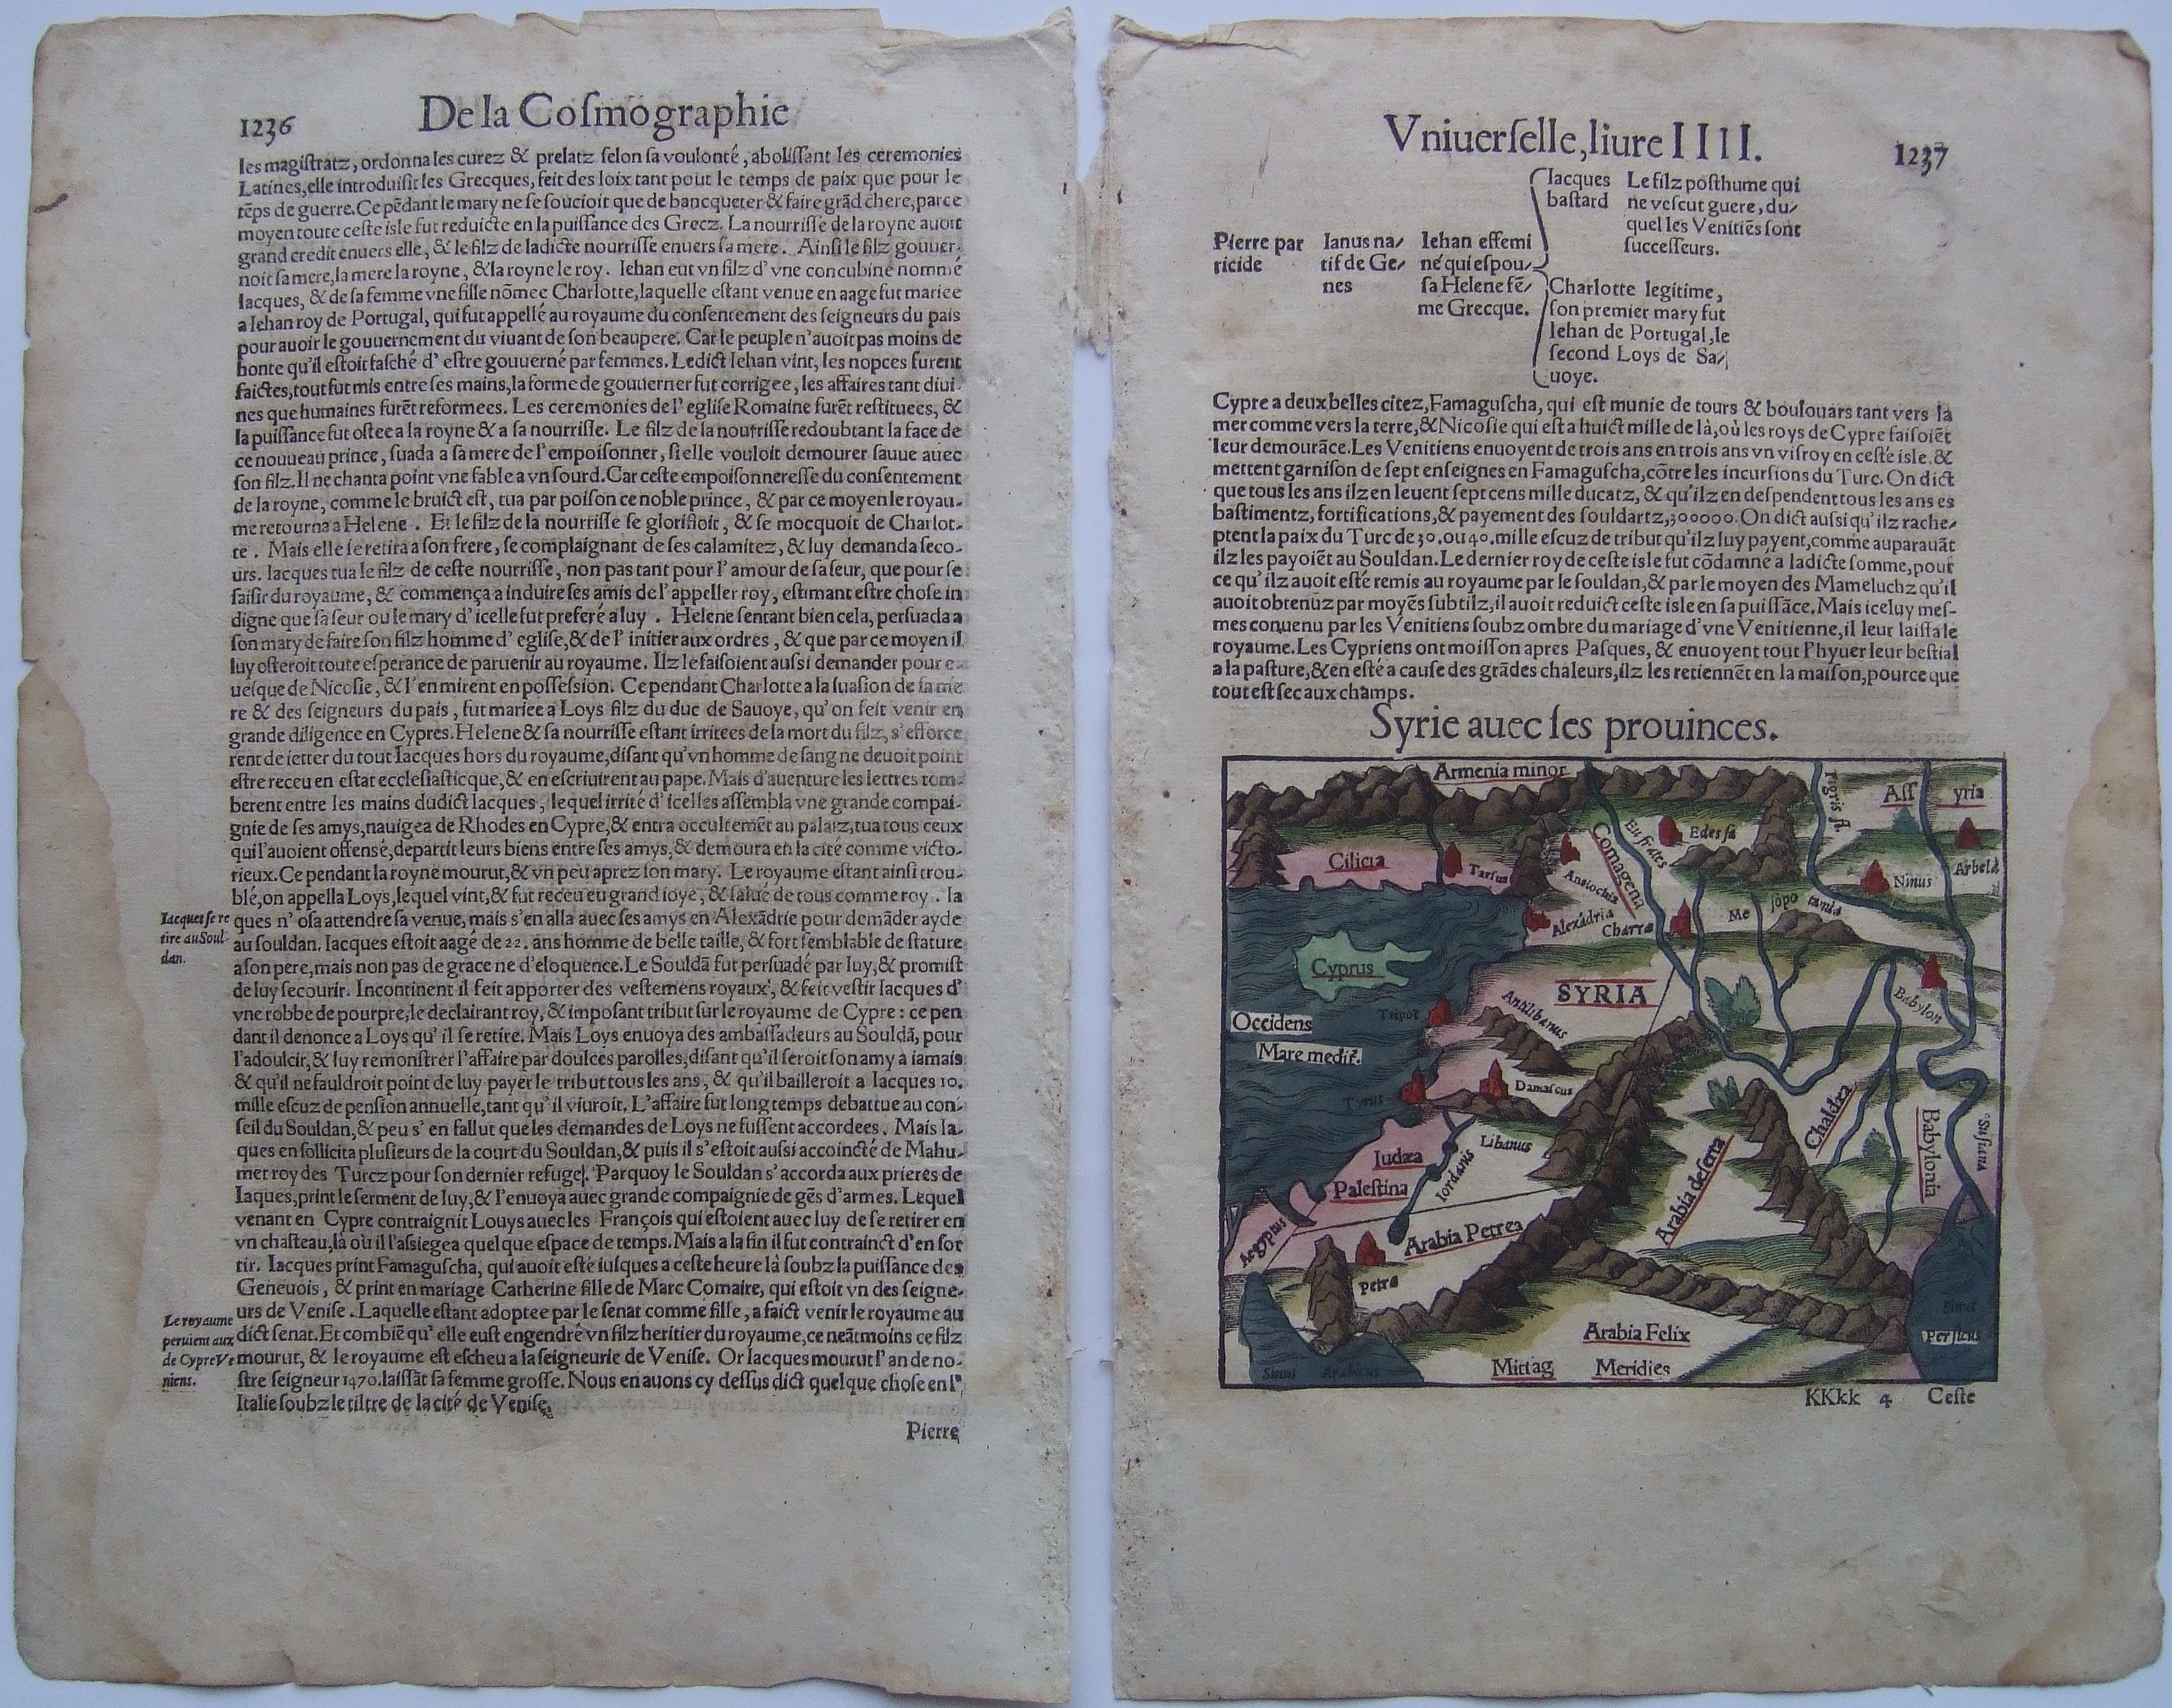 1236
De la Coſmographie
les magiſtratz, ordonna les curez & prelatz ſelon ſa voulonté, aboliſſant les ceremonies
Latines, elle introduiſit les Grecques, feit des loix tant pout le temps de paix que pour le
tẽps de guerre. Ce pẽdant le mary ne ſe ſoucioit que de bancqueter & faire grãd chere, par ce
moyen toute ceſte iſle fut reduicte en la puiſſance des Grecz. La nourriſſe de la royne auoit
grand credit enuers elle, & le filz de ladicte nourriſſe enuers ſa mere. Ainſi le filz gouuer-
noit ſa mere, la mere la royne, & la royne le roy. Iehan eut vn filz d'vne concubine nommé
Iacques, & de ſa femme vne fille nõmee Charlotte, laquelle eſtant venue en aage fut mariee
a Iehan roy de Portugal, qui fut appellé au royaume du conſentement des ſeigneurs du pais
pour auoir le gouuernement du viuant de ſon beaupere. Car le peuple n'auoit pas moins de
honte qu'il eſtoit faſché d'eſtre gouuerné par femmes. Ledict Iehan vint, les nopces furent
faictes, tout fut mis entre ſes mains, la forme de gouuerner fut corrigee, les affaires tant diui-
nes que humaines furẽt reformees. Les ceremonies de l'egliſe Romaine furẽt reſtituees, &
la puiſſance fut oſtee a la royne & a ſa nourriſſe. Le filz de la nourriſſe redoubtant la face de
ce nouueau prince, ſuada a ſa mere de l'empoiſonner, ſi elle vouloit demourer ſauue auec
ſon filz. Il ne chanta point vne fable a vn ſourd. Car ceſte empoiſonnereſſe du conſentement
de la royne, comme le bruict eſt, tua par poiſon ce noble prince, & par ce moyen le royau-
me retourna a Helene. Et le filz de la nourriſſe ſe glorifioit, & ſe mocquoit de Charlot-
te. Mais elle ſe retira a ſon frere, ſe complaignant de ſes calamitez, & luy demanda ſeco-
urs. Iacques tua le filz de ceſte nourriſſe, non pas tant pour l'amour de ſa ſeur, que pour ſe
ſaiſir du royaume, & commença a induire ſes amis de l'appeller roy, eſtimant eſtre choſe in
digne que ſa ſeur ou le mary d'icelle fut preferé a luy. Helene ſentant bien cela, perſuada a
ſon mary de faire ſon filz homme d'egliſe, & de l'initier aux ordres, & que par ce moyen il
luy oſteroit toute eſperance de paruenir au royaume. Ilz le faiſoient auſsi demander pour e-
ueſque de Nicoſie, & l'en mirent en poſſeſsion. Cependant Charlotte a la ſuaſion de ſa me
re & des ſeigneurs du pais, fut mariee a Loys filz du duc de Sauoye, qu'on feit venir en
grande diligence en Cypres. Helene & ſa nourriſſe eſtant irritees de la mort du filz, s'efforce
rent de ietter du tout Iacques hors du royaume, diſant qu'vn homme de ſang ne deuoit point
eſtre receu en eſtat eccleſiaſticque, & en eſcriuirent au pape. Mais d'auenture les lettres tom-
berent entre les mains dudict Iacques, lequel irrité d'icelles aſſembla vne grande compai-
gnie de ſes amys, nauigea de Rhodes en Cypre, & entra occultemẽt au palatz, tua tous ceux
qui l'auoient offensé, departit leurs biens entre ſes amys, & demoura en la cité comme victo-
rieux. Ce pendant la royne mourut, & vn peu aprez ſon mary. Le royaume eſtant ainſi trou-
blé, on appella Loys, lequel vint, & fut receu eu grand ioye, & ſalué de tous comme roy. Ia
ques n'oſa attendre ſa venue, mais s'en alla auec ſes amys en Alexãdrie pour demãder ayde
au ſouldan. Iacques eſtoit aagé de 22. ans homme de belle taille, & fort ſemblable de ſtature
a ſon pere, mais non pas de grace ne d'eloquence. Le Souldã fut perſuadé par luy, & promiſt
de luy ſecourir. Incontinent il feit apporter des veſtemens royaux, & feit veſtir Iacques d'
vne robbe de pourpre, le declairant roy, & impoſant tribut ſur le royaume de Cypre: ce pen
dant il denonce a Loys qu'il ſe retire. Mais Loys enuoya des ambaſſadeurs au Souldã, pour
l'adoulcir, & luy remonſtrer l'affaire par doulces parolles, diſant qu'il ſeroit ſon amy a iamais
& qu'il ne fauldroit point de luy payer le tribut tous les ans, & qu'il bailleroit a Iacques 10.
mille eſcuz de penſion annuelle, tant qu'il viuroit. L'affaire fut long temps debattue au con-
ſeil du Souldan, & peu s'en fallut que les demandes de Loys ne fuſſent accordees. Mais Ia-
ques en ſollicita pluſieurs de la court du Souldan, & puis il s'eſtoit auſsi accoincté de Mahu-
met roy des Turcz pour ſon dernier refuge. Parquoy le Souldan s'accorda aux prieres de
Iaques, print le ſerment de luy, & l'enuoya auec grande compaignie de gẽs d'armes. Lequel
venant en Cypre contraignit Louys auec les François qui eſtoient auec luy de ſe retirer en
vn chaſteau, là où il l'aſsiegea quelque eſpace de temps. Mais a la fin il fut contrainct d'en ſor
tir. Iacques print Famaguſcha, qui auoit eſté iuſques a ceſte heure là ſoubz la puiſſance des
Geneuois, & print en mariage Catherine fille de Marc Comaire, qui eſtoit vn des ſeigne-
urs de Veniſe. Laquelle eſtant adoptee par le ſenat comme fille, a faict venir le royaume au
dict ſenat. Et combiẽ qu'elle euſt engendré vn filz heritier du royaume, ce neãtmoins ce filz
mourut, & le royaume eſt eſcheu a la ſeigneurie de Veniſe. Or Iacques mourut l'an de no-
ſtre ſeigneur 1470. laiſſãt ſa femme groſſe. Nous en auons cy deſſus dict quelque choſe en l'
Italie ſoubz le tiltre de la cité de Veniſe.
Pierre
Iacques ſe re
tire au Soul
dan.
Le royaume
peruient aux
de Cypre Ve
nient.
Vniuerſelle, liure IIII.
1237
Pierre par
ricide
Ianus na-
tif de Ge-
nes
Iehan effemi
né qui eſpou-
ſa Helene fẽ-
me Grecque.
Iacques
baſtard
Le filz poſthume qui
ne veſcut guere, du-
quel les Venitiẽs ſont
ſucceſſeurs.
Charlotte legitime,
ſon premier mary fut
Iehan de Portugal, le
ſecond Loys de Sa-
uoye.
Cypre a deux belles citez, Famaguſcha, qui eſt munie de tours & boulouars tant vers la
mer comme vers la terre, & Nicoſie qui eſt a huict mille de là, où les roys de Cypre faiſoiẽt
leur demourãce. Les Venitiens enuoyent de trois ans en trois ans vn viſroy en ceſte iſle. &
mettent garniſon de ſept enſeignes en Famaguſcha, cõtre les incurſions du Turc. On dict
que tous les ans ilz en leuent ſept cens mille ducatz, & qu'ilz en deſpendent tous les ans es
baſtimentz, fortifications, & payement des ſouldartz, 300000. On dict auſsi qu'ilz rache-
ptent la paix du Turc de 30. ou 40. mille eſcuz de tribut qu'ilz luy payent, comme auparauãt
ilz les payoiẽt au Souldan. Le dernier roy de ceſte iſle fut cõdamné a ladicte ſomme, pour
ce qu'ilz auoit eſté remis au royaume par le ſouldan, & par le moyen des Mameluchz qu'il
auoit obtenuz par moyẽs ſubtilz, il auoit reduict ceſte isle en ſa puiſſãce. Mais iceluy meſ-
mes conuenu par les Venitiens ſoubz ombre du mariage d'vne Venitienne, il leur laiſſa le
royaume. Les Cypriens ont moiſſon apres Paſques, & enuoyent tout l'hyuer leur beſtial
a la paſture, & en eſté a cauſe des grãdes chaleurs, ilz les retiennẽt en la maiſon, pource que
tout eſt ſec aux champs.
Syrie auec ſes prouinces.
Armenia minor
Tygris fl.
Aſſyria
Cilicia
Tarſus
Antiochia
Comagena
Eufrates
Edeſſa
Ninus
Arbela
Alexãdria
Charre
Meſopotamia
Cyprus
SYRIA
Babylon
Tripol
Antilibanus
Occidens
Mare medit.
Tyrus
Damaſcus
Libanus
Iudæa
Iordanis
Paleſtina
Chaldæa
Babylonia
Suſiana
Arabia deſerta
Aegyptus
Arabia Petrea
Petra
Arabia Felix
Sinus Perſicus
Sinus Arabicus
Mittag Meridies
KKkk 4 Ceſte